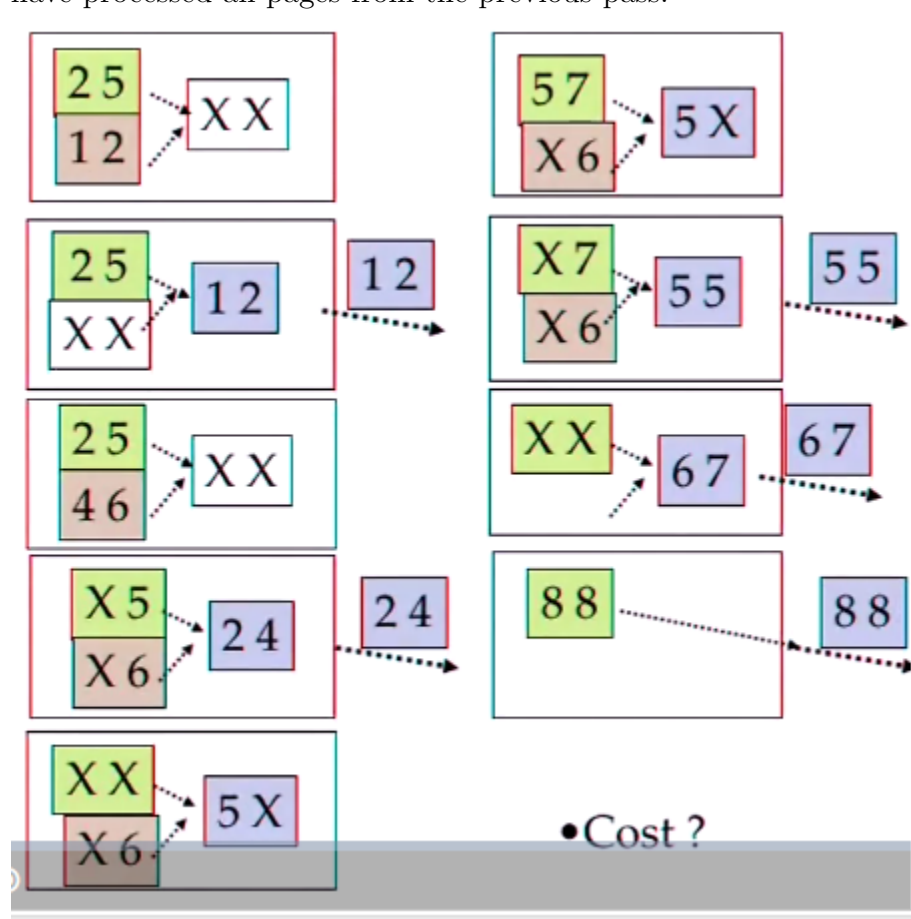 have processed all pages from the previous pass.
2 5
1 2
X X
2 5
X X
1 2
1 2
2 5
4 6
X X
X 5
X 6
2 4
2 4
X X
X 6
5 X
5 7
X 6
5 X
X 7
X 6
5 5
5 5
X X
6 7
6 7
8 8
8 8
•Cost ?